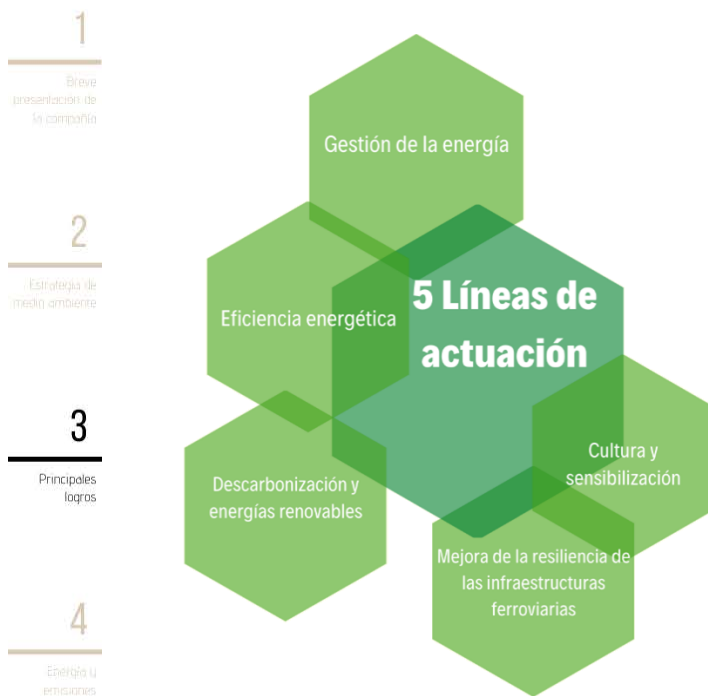 1
Breve
presentación de
la compañía
2
Estrategia de
medio ambiente
3
Principales
logros
4
Energía y
emisiones
Gestión de la energía
5 Líneas de
actuación
Eficiencia energética
Cultura y
sensibilización
Descarbonización y
energías renovables
Mejora de la resiliencia de
las infraestructuras
ferroviarias